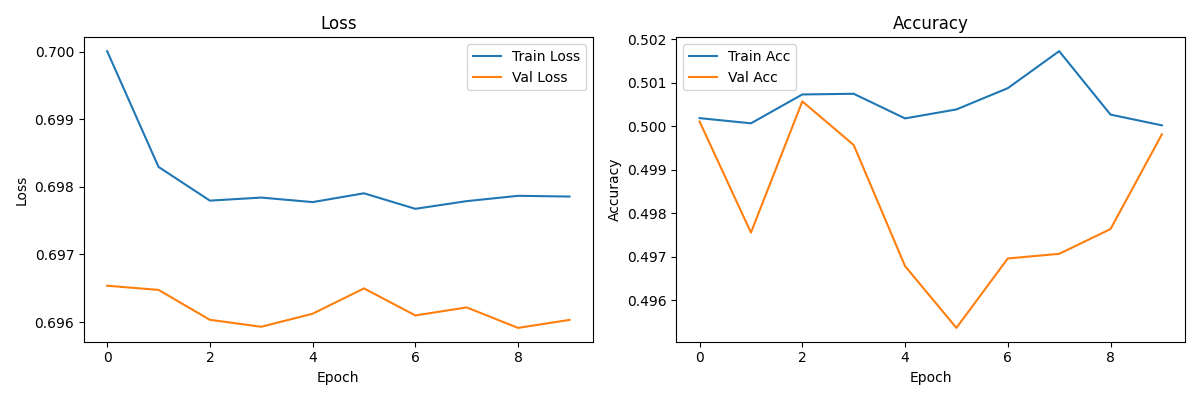 Loss
Loss
0.700
0.699
0.698
0.697
0.696
Train Loss
Val Loss
0 2 4 6 8
Epoch
Accuracy
Accuracy
0.502
0.501
0.500
0.499
0.498
0.497
0.496
Train Acc
Val Acc
0 2 4 6 8
Epoch